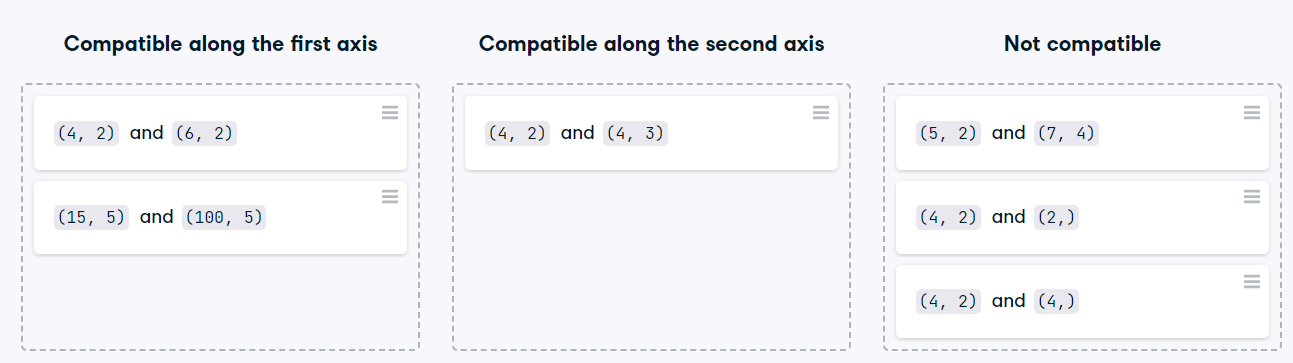 Compatible along the first axis
(4, 2) and (6, 2)
(15, 5) and (100, 5)
Compatible along the second axis
(4, 2) and (4, 3)
Not compatible
(5, 2) and (7, 4)
(4, 2) and (2,)
(4, 2) and (4,)